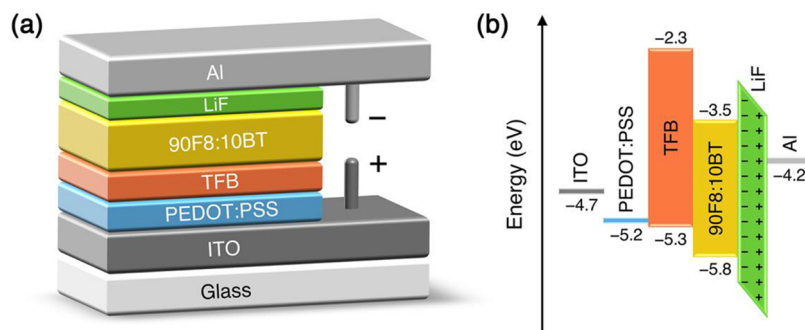 (a)
Al
LiF
90F8:10BT
TFB
PEDOT:PSS
ITO
Glass
−
+
(b)
Energy (eV)
ITO
−4.7
PEDOT:PSS
−5.2
−2.3
TFB
−5.3
−3.5
90F8:10BT
−5.8
LiF
Al
−4.2